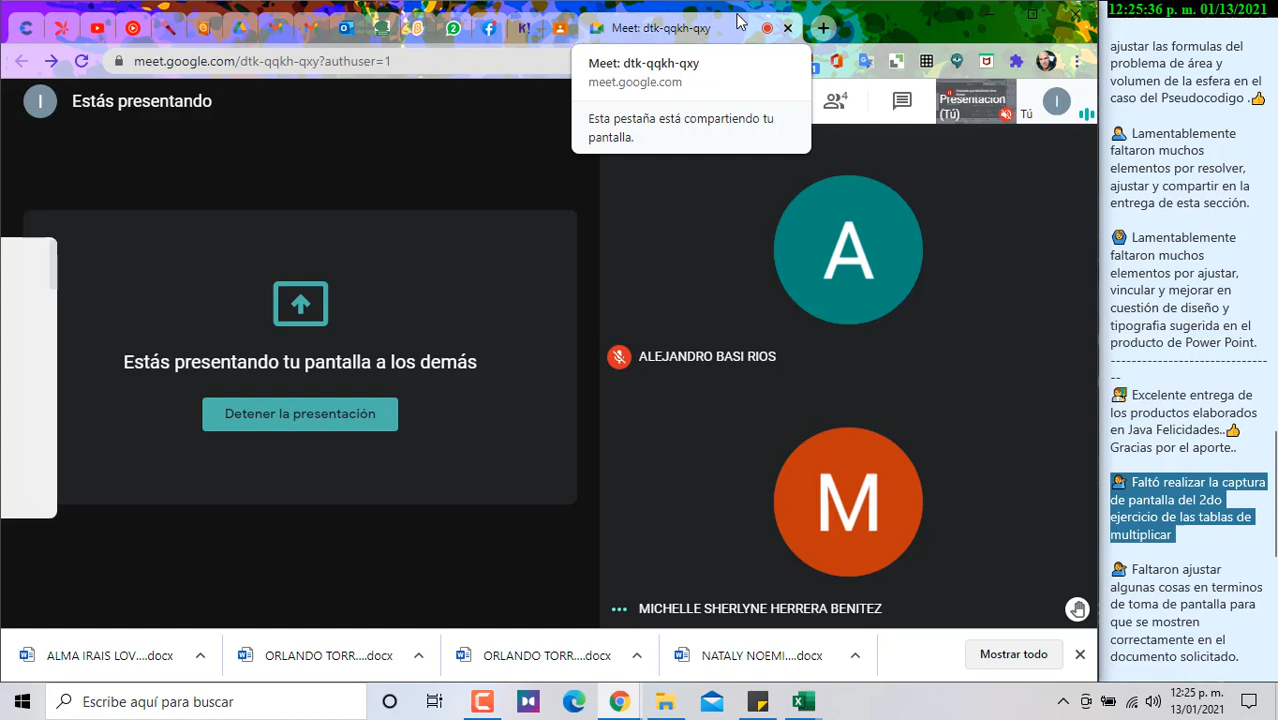 Meet: dtk-qqkh-qxy
12:25:36 p. m. 01/13/2021
meet.google.com/dtk-qqkh-qxy?authuser=1
Meet: dtk-qqkh-qxy
meet.google.com
Esta pestaña está compartiendo tu
pantalla.
I
Estás presentando
4
Presentación
(Tú)
Tú
I
A
Estás presentando tu pantalla a los demás
Detener la presentación
ALEJANDRO BASI RIOS
M
MICHELLE SHERLYNE HERRERA BENITEZ
ajustar las formulas del
problema de área y
volumen de la esfera en el
caso del Pseudocodigo .👍
Lamentablemente
faltaron muchos
elementos por resolver,
ajustar y compartir en la
entrega de esta sección.
Lamentablemente
faltaron muchos
elementos por ajustar,
vincular y mejorar en
cuestión de diseño y
tipografia sugerida en el
producto de Power Point.
----------------------------------
--
Excelente entrega de
los productos elaborados
en Java Felicidades..👍
Gracias por el aporte..
Faltó realizar la captura
de pantalla del 2do
ejercicio de las tablas de
multiplicar
Faltaron ajustar
algunas cosas en terminos
de toma de pantalla para
que se mostren
correctamente en el
documento solicitado.
ALMA IRAIS LOV....docx
ORLANDO TORR....docx
ORLANDO TORR....docx
NATALY NOEMI....docx
Mostrar todo
Escribe aquí para buscar
12:25 p. m.
13/01/2021